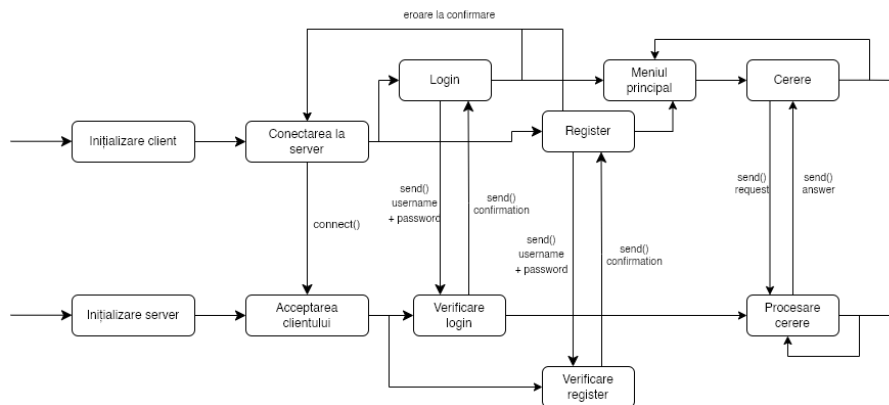 eroare la confirmare
Login
Meniul
principal
Cerere
Inițializare client
Conectarea la
server
Register
send()
username
+ password
send()
confirmation
send()
request
send()
answer
connect()
send()
username
+ password
send()
confirmation
Inițializare server
Acceptarea
clientului
Verificare
login
Procesare
cerere
Verificare
register